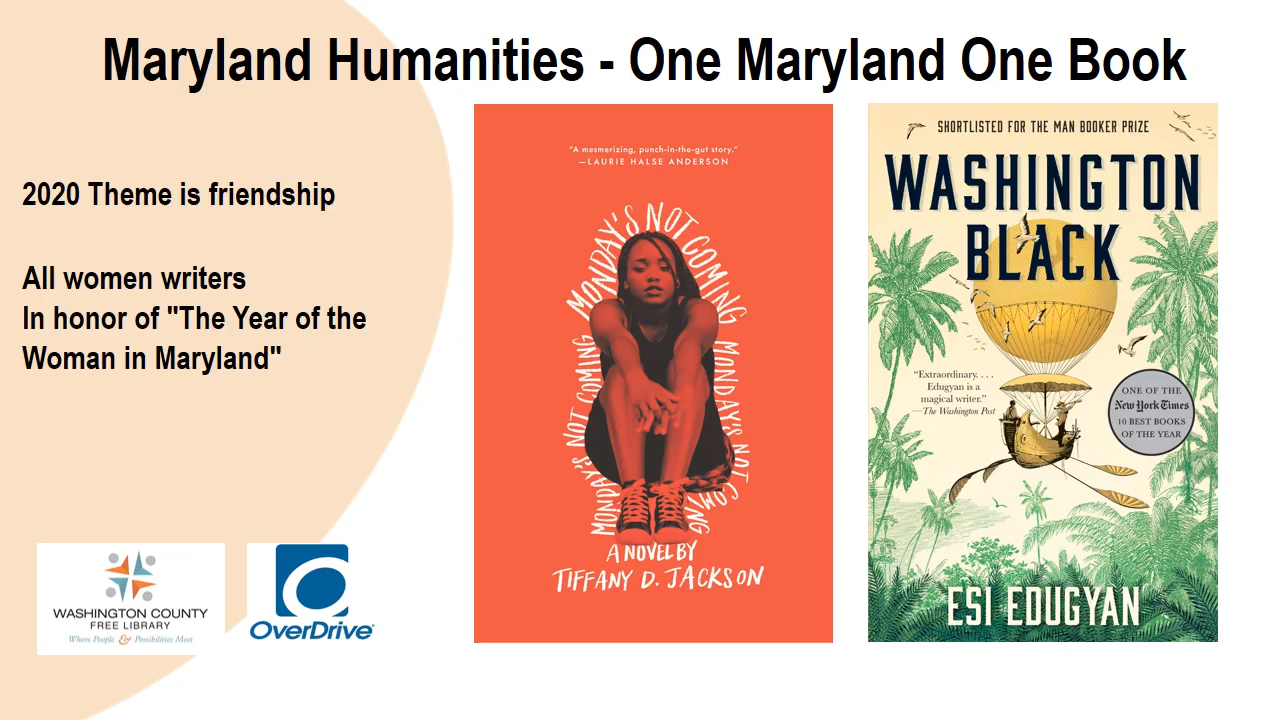 Maryland Humanities - One Maryland One Book
2020 Theme is friendship
All women writers
In honor of "The Year of the
Woman in Maryland"
WASHINGTON COUNTY
FREE LIBRARY
Where People & Possibilities Meet
OverDrive®
"A mesmerizing, punch-in-the-gut story."
—LAURIE HALSE ANDERSON
MONDAY'S NOT COMING
MONDAY'S NOT COMING
MONDAY'S NOT COMING
A NOVEL BY
TIFFANY D. JACKSON
SHORTLISTED FOR THE MAN BOOKER PRIZE
WASHINGTON
BLACK
“Extraordinary. . . .
Edugyan is a
magical writer.”
—The Washington Post
ONE OF THE
New York Times
10 BEST BOOKS
OF THE YEAR
ESI EDUGYAN